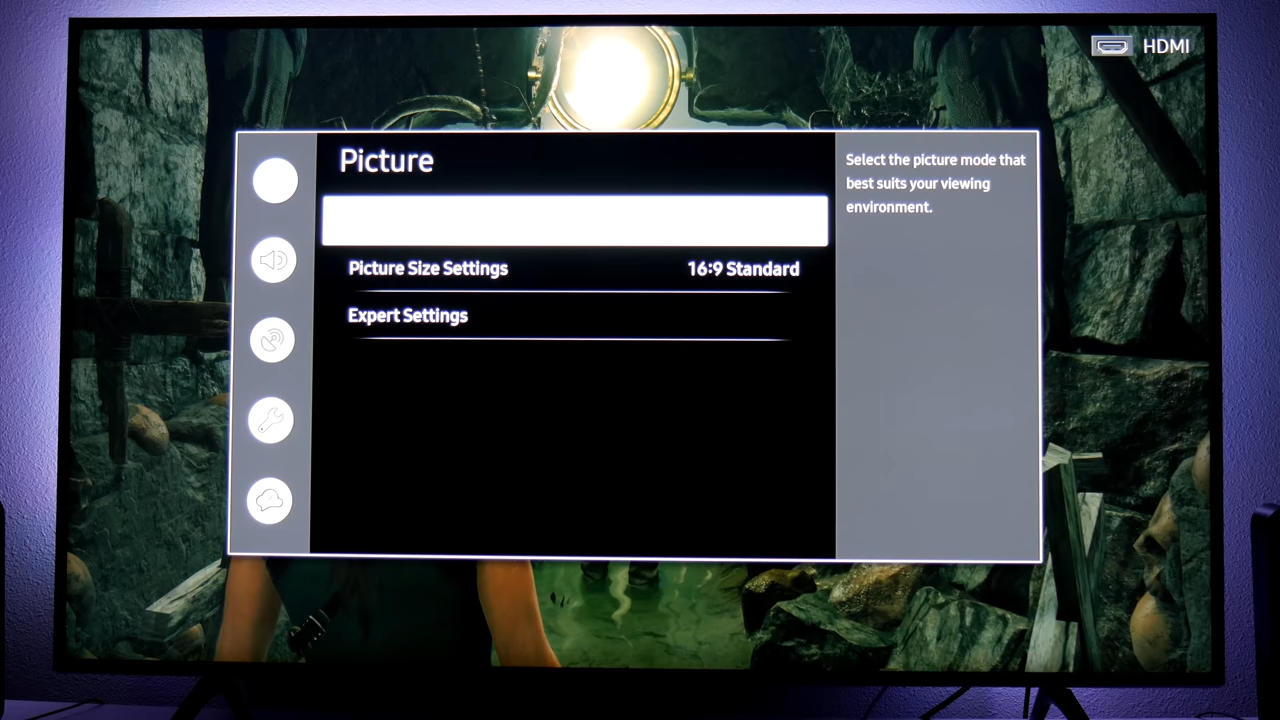 HDMI
Picture
Picture Size Settings 16:9 Standard
Expert Settings
Select the picture mode that
best suits your viewing
environment.